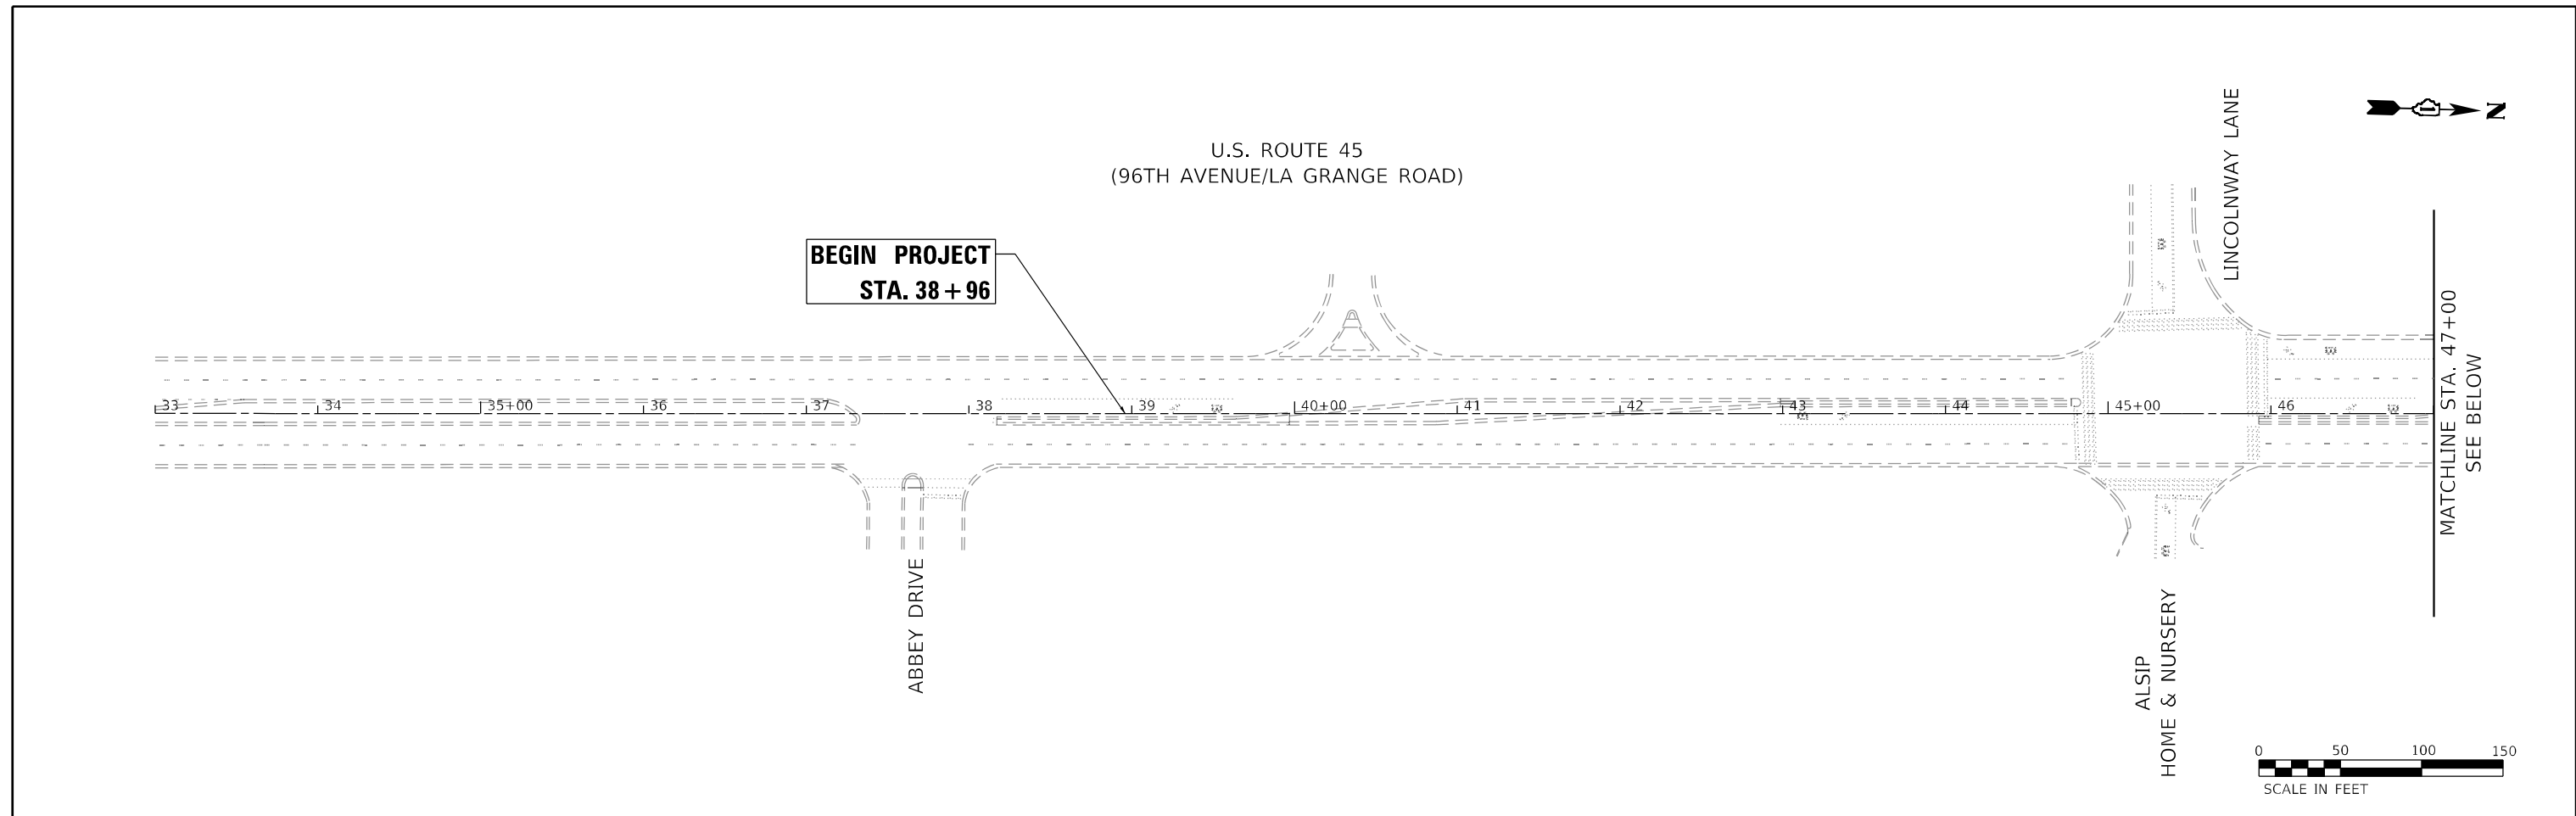 U.S. ROUTE 45
(96TH AVENUE/LA GRANGE ROAD)
N
LINCOLNWAY LANE
BEGIN PROJECT
STA. 38+96
33
34
35+00
36
37
38
39
40+00
41
42
43
44
45+00
46
MATCHLINE STA. 47+00
SEE BELOW
ABBEY DRIVE
ALSIP
HOME & NURSERY
0 50 100 150
SCALE IN FEET